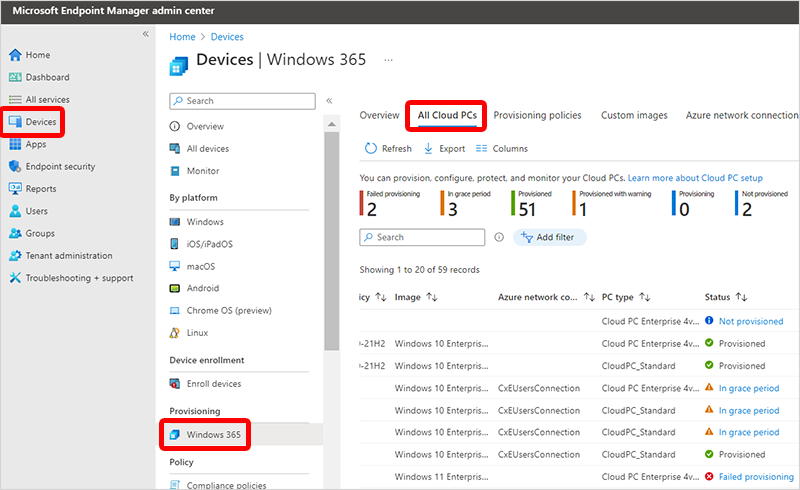 Microsoft Endpoint Manager admin center
Home
Dashboard
All services
Devices
Apps
Endpoint security
Reports
Users
Groups
Tenant administration
Troubleshooting + support
Home > Devices
Devices | Windows 365 ...
Search
Overview
All devices
Monitor
By platform
Windows
iOS/iPadOS
macOS
Android
Chrome OS (preview)
Linux
Device enrollment
Enroll devices
Provisioning
Windows 365
Policy
Compliance policies
Overview All Cloud PCs Provisioning policies Custom images Azure network connection
Refresh Export Columns
You can provision, configure, protect, and monitor your Cloud PCs. Learn more about Cloud PC setup
Failed provisioning In grace period Provisioned Provisioned with warning Provisioning Not provisioned
2 3 51 1 0 2
Search Add filter
Showing 1 to 20 of 59 records
icy Image Azure network co... PC type Status
Cloud PC Enterprise 4v... Not provisioned
-21H2 Windows 10 Enterpris... Cloud PC Enterprise 4v... Provisioned
-21H2 Windows 10 Enterpris... CloudPC_Standard Provisioned
Windows 10 Enterpris... CxEUsersConnection Cloud PC Enterprise 4v... In grace period
Windows 10 Enterpris... CxEUsersConnection CloudPC_Standard In grace period
Windows 10 Enterpris... CxEUsersConnection CloudPC_Standard In grace period
Windows 10 Enterpris... CxEUsersConnection CloudPC_Standard Provisioned
Windows 11 Enterpris... Cloud PC Enterprise 4v... Failed provisioning